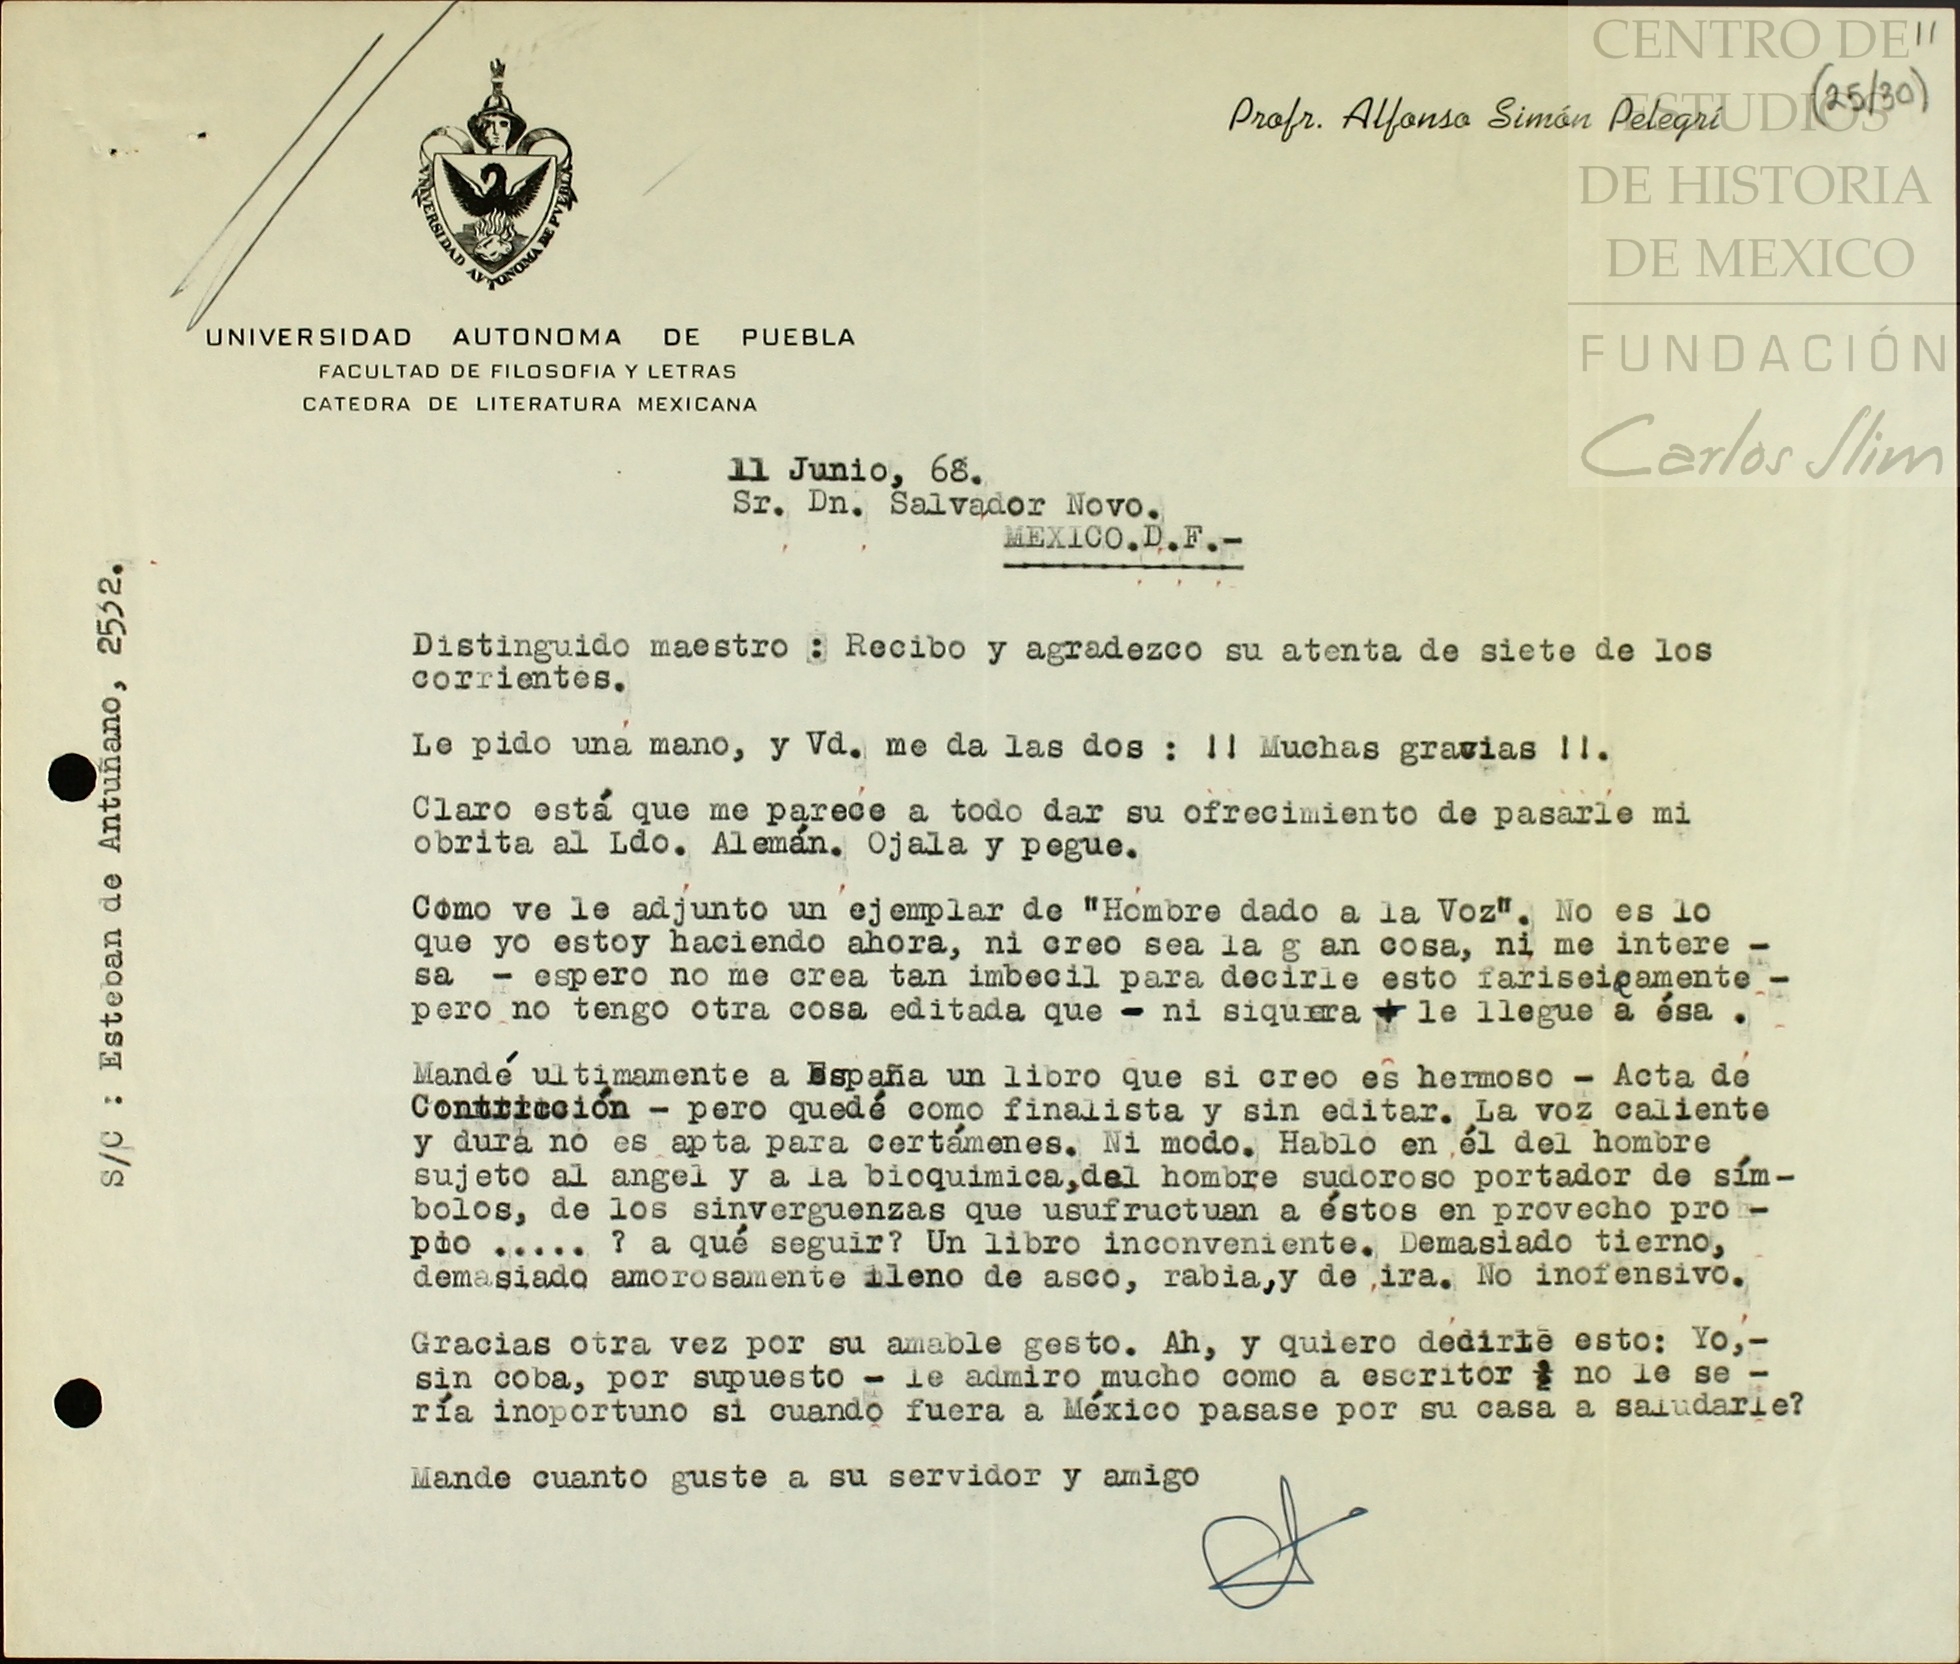 CENTRO DE
ESTUDIOS
DE HISTORIA
DE MEXICO
FUNDACIÓN
Carlos Slim
11
(25/30)
Profr. Alfonso Simón Pelegrí
UNIVERSIDAD AUTONOMA DE PUEBLA
UNIVERSIDAD AUTONOMA DE PUEBLA
FACULTAD DE FILOSOFIA Y LETRAS
CATEDRA DE LITERATURA MEXICANA
11 Junio, 68.
Sr. Dn. Salvador Novo.
MEXICO.D.F.-
Distinguido maestro : Recibo y agradezco su atenta de siete de los
corrientes.
Le pido una mano, y Vd. me da las dos : !! Muchas gracias !!.
Claro está que me parece a todo dar su ofrecimiento de pasarle mi
obrita al Ldo. Alemán. Ojala y pegue.
Como ve le adjunto un ejemplar de "Hombre dado a la Voz". No es lo
que yo estoy haciendo ahora, ni creo sea la g an cosa, ni me intere -
sa - espero no me crea tan imbecil para decirle esto fariseicamente -
pero no tengo otra cosa editada que - ni siquera + le llegue a ésa .
Mandé ultimamente a España un libro que si creo es hermoso - Acta de
Contricción - pero quedé como finalista y sin editar. La voz caliente
y dura no es apta para certámenes. Ni modo. Hablo en él del hombre
sujeto al angel y a la bioquimica,del hombre sudoroso portador de sím-
bolos, de los sinverguenzas que usufructuan a éstos en provecho pro -
pio ..... ? a qué seguir? Un libro inconveniente. Demasiado tierno,
demasiado amorosamente lleno de asco, rabia,y de ira. No inofensivo.
Gracias otra vez por su amable gesto. Ah, y quiero decirle esto: Yo,-
sin coba, por supuesto - le admiro mucho como a escritor ? no le se -
ría inoportuno si cuando fuera a México pasase por su casa a saludarle?
Mande cuanto guste a su servidor y amigo
S/C : Esteban de Antuñano, 2532.